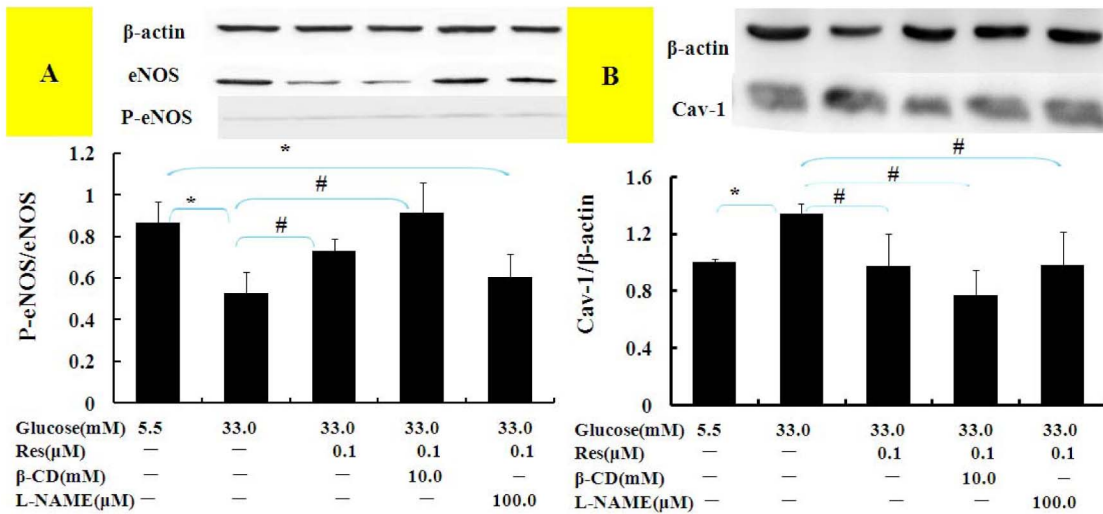 A
β-actin
eNOS
P-eNOS
P-eNOS/eNOS
1.2
1
0.8
0.6
0.4
0.2
0
*
*
#
#
Glucose(mM) 5.5 33.0 33.0 33.0 33.0
Res(μM) — — 0.1 0.1 0.1
β-CD(mM) — — — 10.0 —
L-NAME(μM) — — — — 100.0
B
β-actin
Cav-1
Cav-1/β-actin
1.6
1.2
0.8
0.4
0
*
#
#
#
Glucose(mM) 5.5 33.0 33.0 33.0 33.0
Res(μM) — — 0.1 0.1 0.1
β-CD(mM) — — — 10.0 —
L-NAME(μM) — — — — 100.0